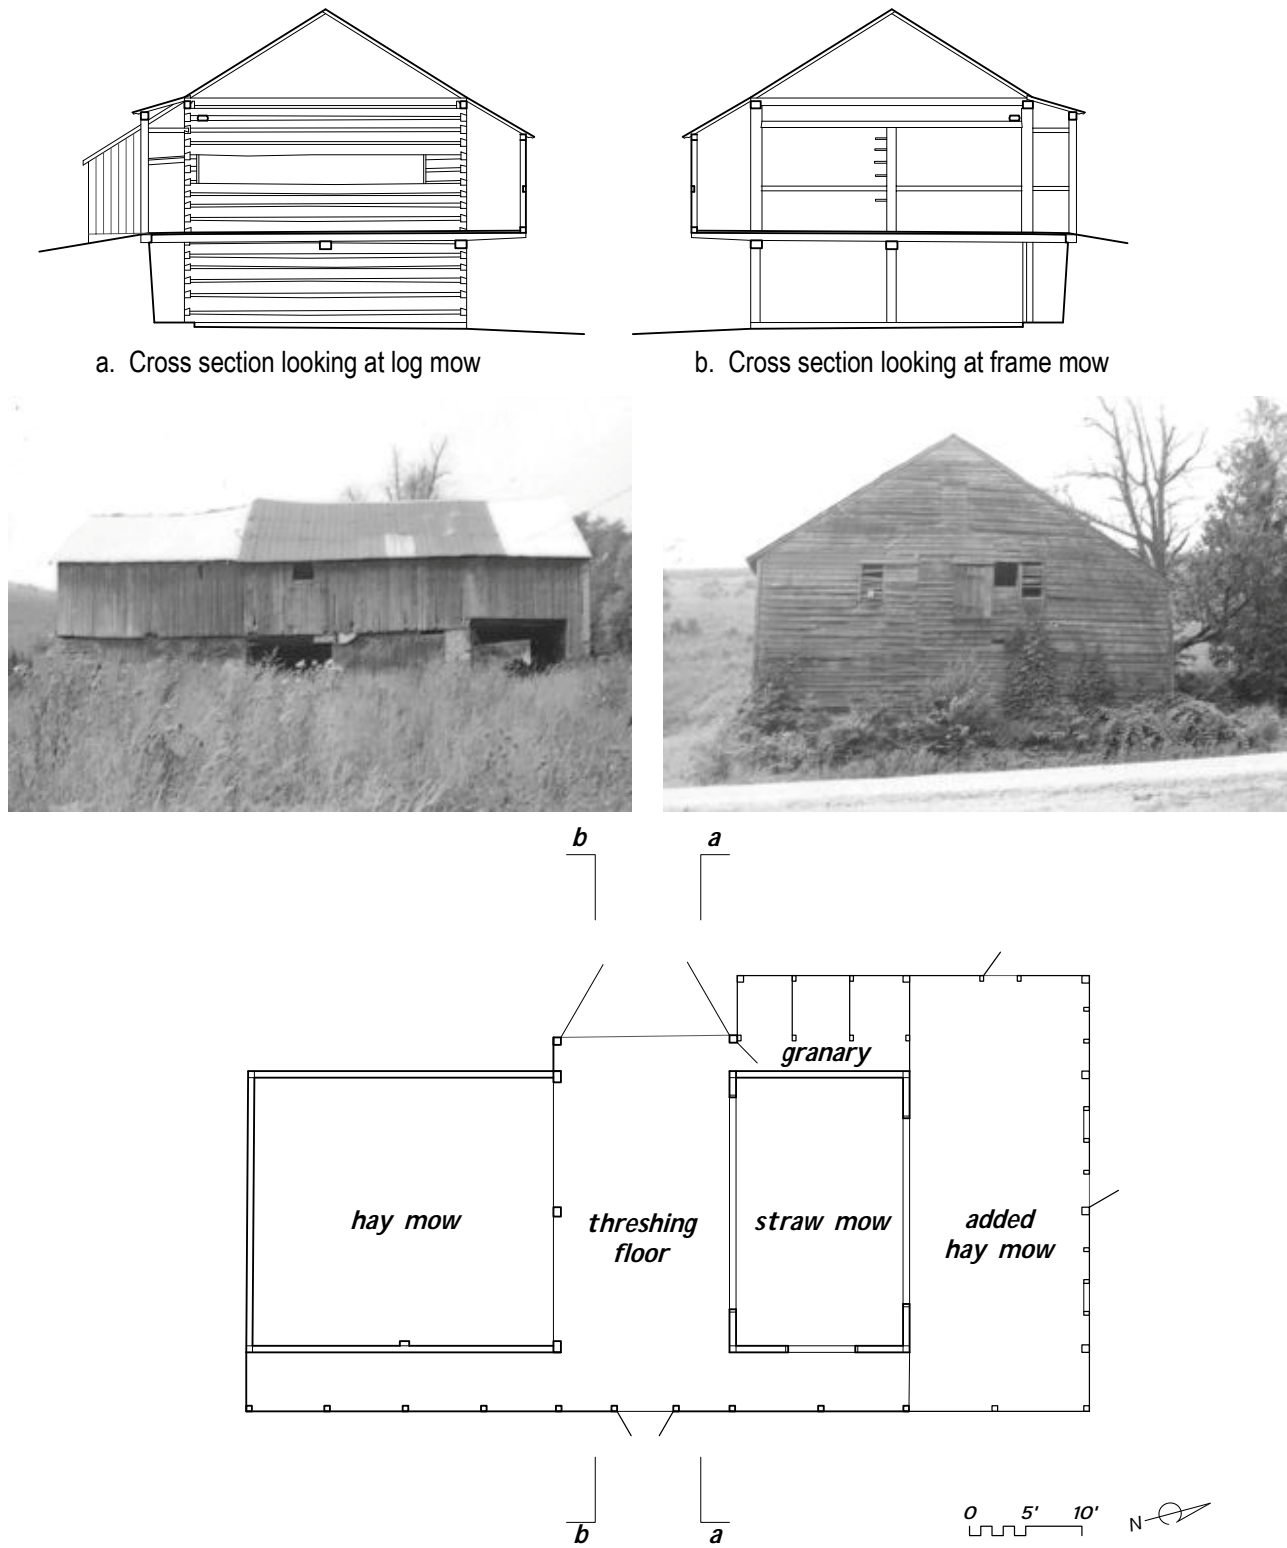 a. Cross section looking at log mow
b. Cross section looking at frame mow
b
a
granary
hay mow
threshing
floor
straw mow
added
hay mow
b
a
0 5' 10'
N